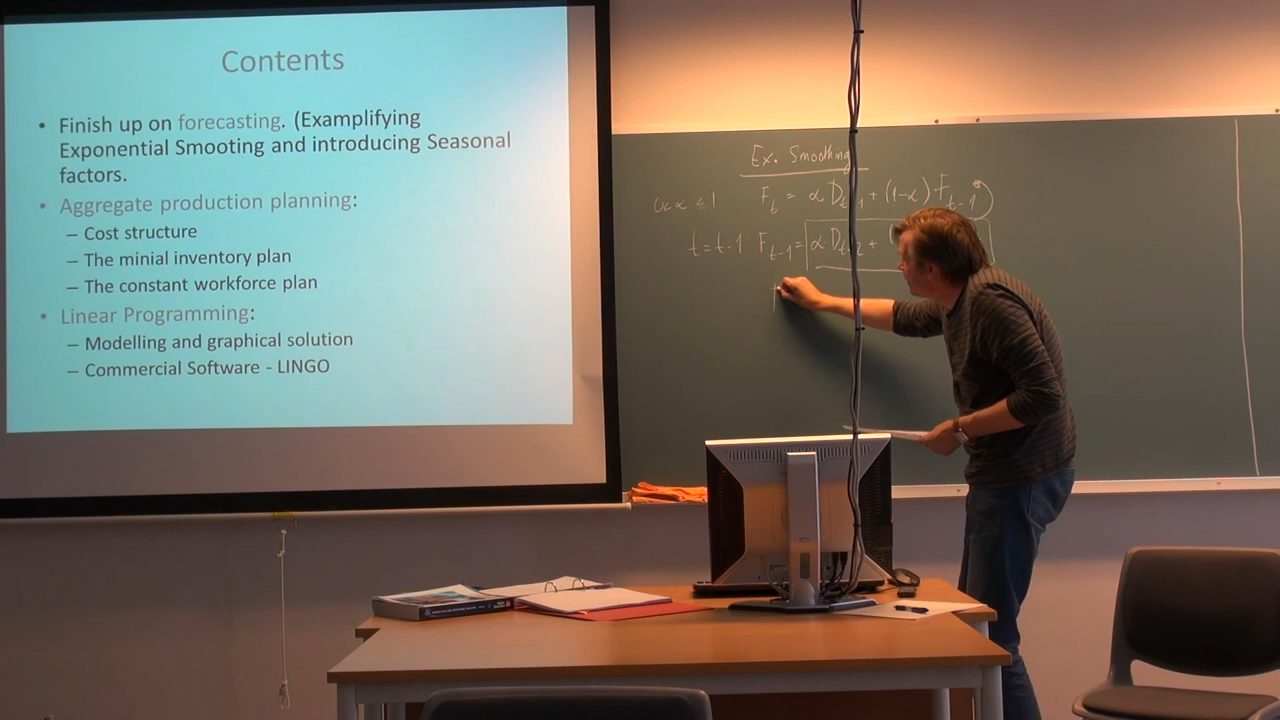 Contents
• Finish up on forecasting. (Examplifying
Exponential Smooting and introducing Seasonal
factors.
• Aggregate production planning:
– Cost structure
– The minial inventory plan
– The constant workforce plan
• Linear Programming:
– Modelling and graphical solution
– Commercial Software - LINGO
Ex. Smoothing
0<α≤1 F_t = α D_t-1 + (1-α) F_t-1
t=t-1 F_t-1 = α D_t-2 +